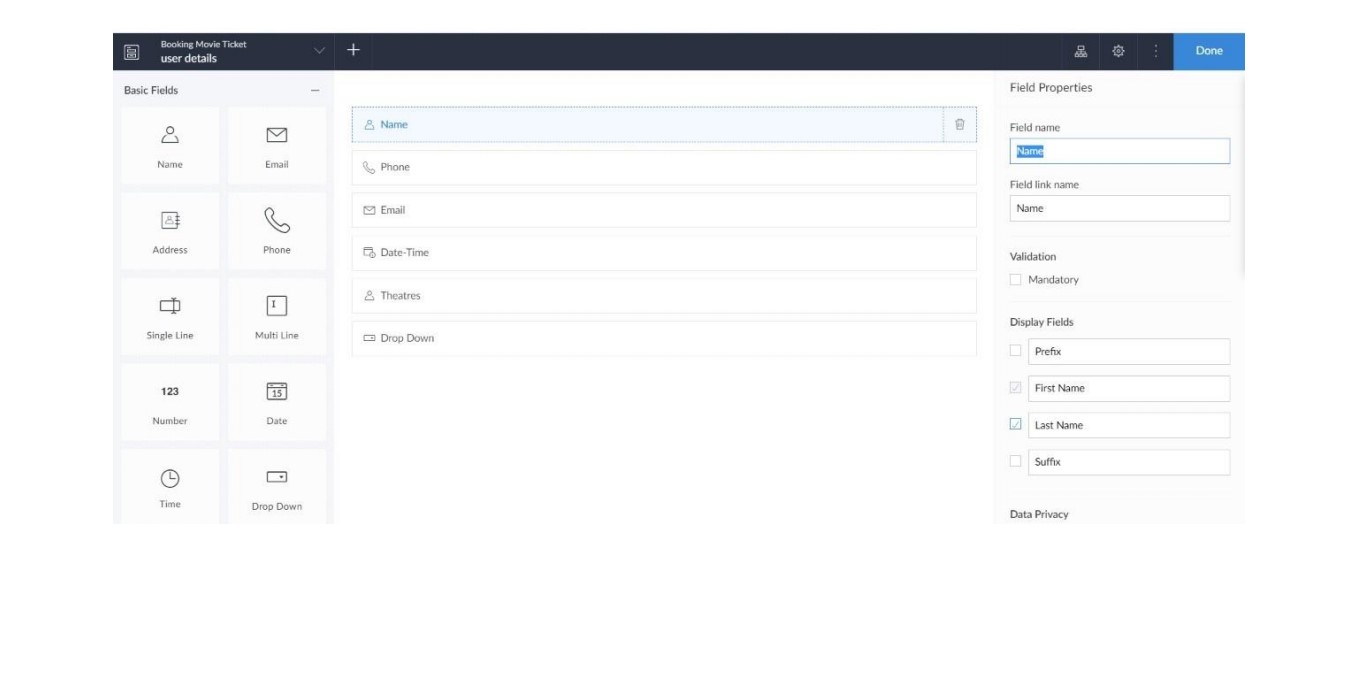 Booking Movie Ticket
user details
Done
Basic Fields
Name
Email
Address
Phone
Single Line
Multi Line
123
Number
15
Date
Time
Drop Down
Name
Phone
Email
Date-Time
Theatres
Drop Down
Field Properties
Field name
Name
Field link name
Name
Validation
Mandatory
Display Fields
Prefix
First Name
Last Name
Suffix
Data Privacy